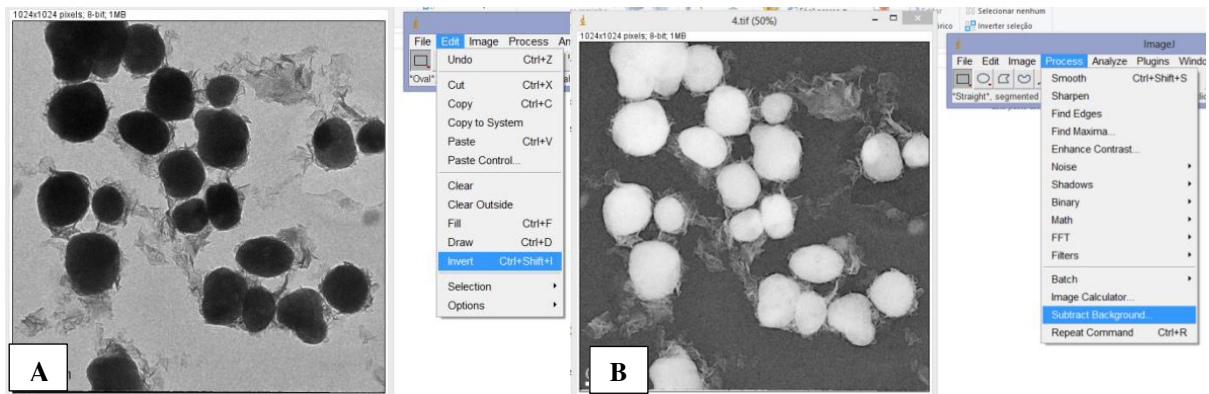 1024x1024 pixels; 8-bit; 1MB
A
File Edit Image Process An
*Oval*
Undo Ctrl+Z
Cut Ctrl+X
Copy Ctrl+C
Copy to System
Paste Ctrl+V
Paste Control...
Clear
Clear Outside
Fill Ctrl+F
Draw Ctrl+D
Invert Ctrl+Shift+I
Selection
Options
4.tif (50%)
1024x1024 pixels; 8-bit; 1MB
B
Selecionar nenhum
Inverter seleção
ImageJ
File Edit Image Process Analyze Plugins Windo
*Straight*, segmented
Smooth Ctrl+Shift+S
Sharpen
Find Edges
Find Maxima...
Enhance Contrast...
Noise
Shadows
Binary
Math
FFT
Filters
Batch
Image Calculator...
Subtract Background...
Repeat Command Ctrl+R